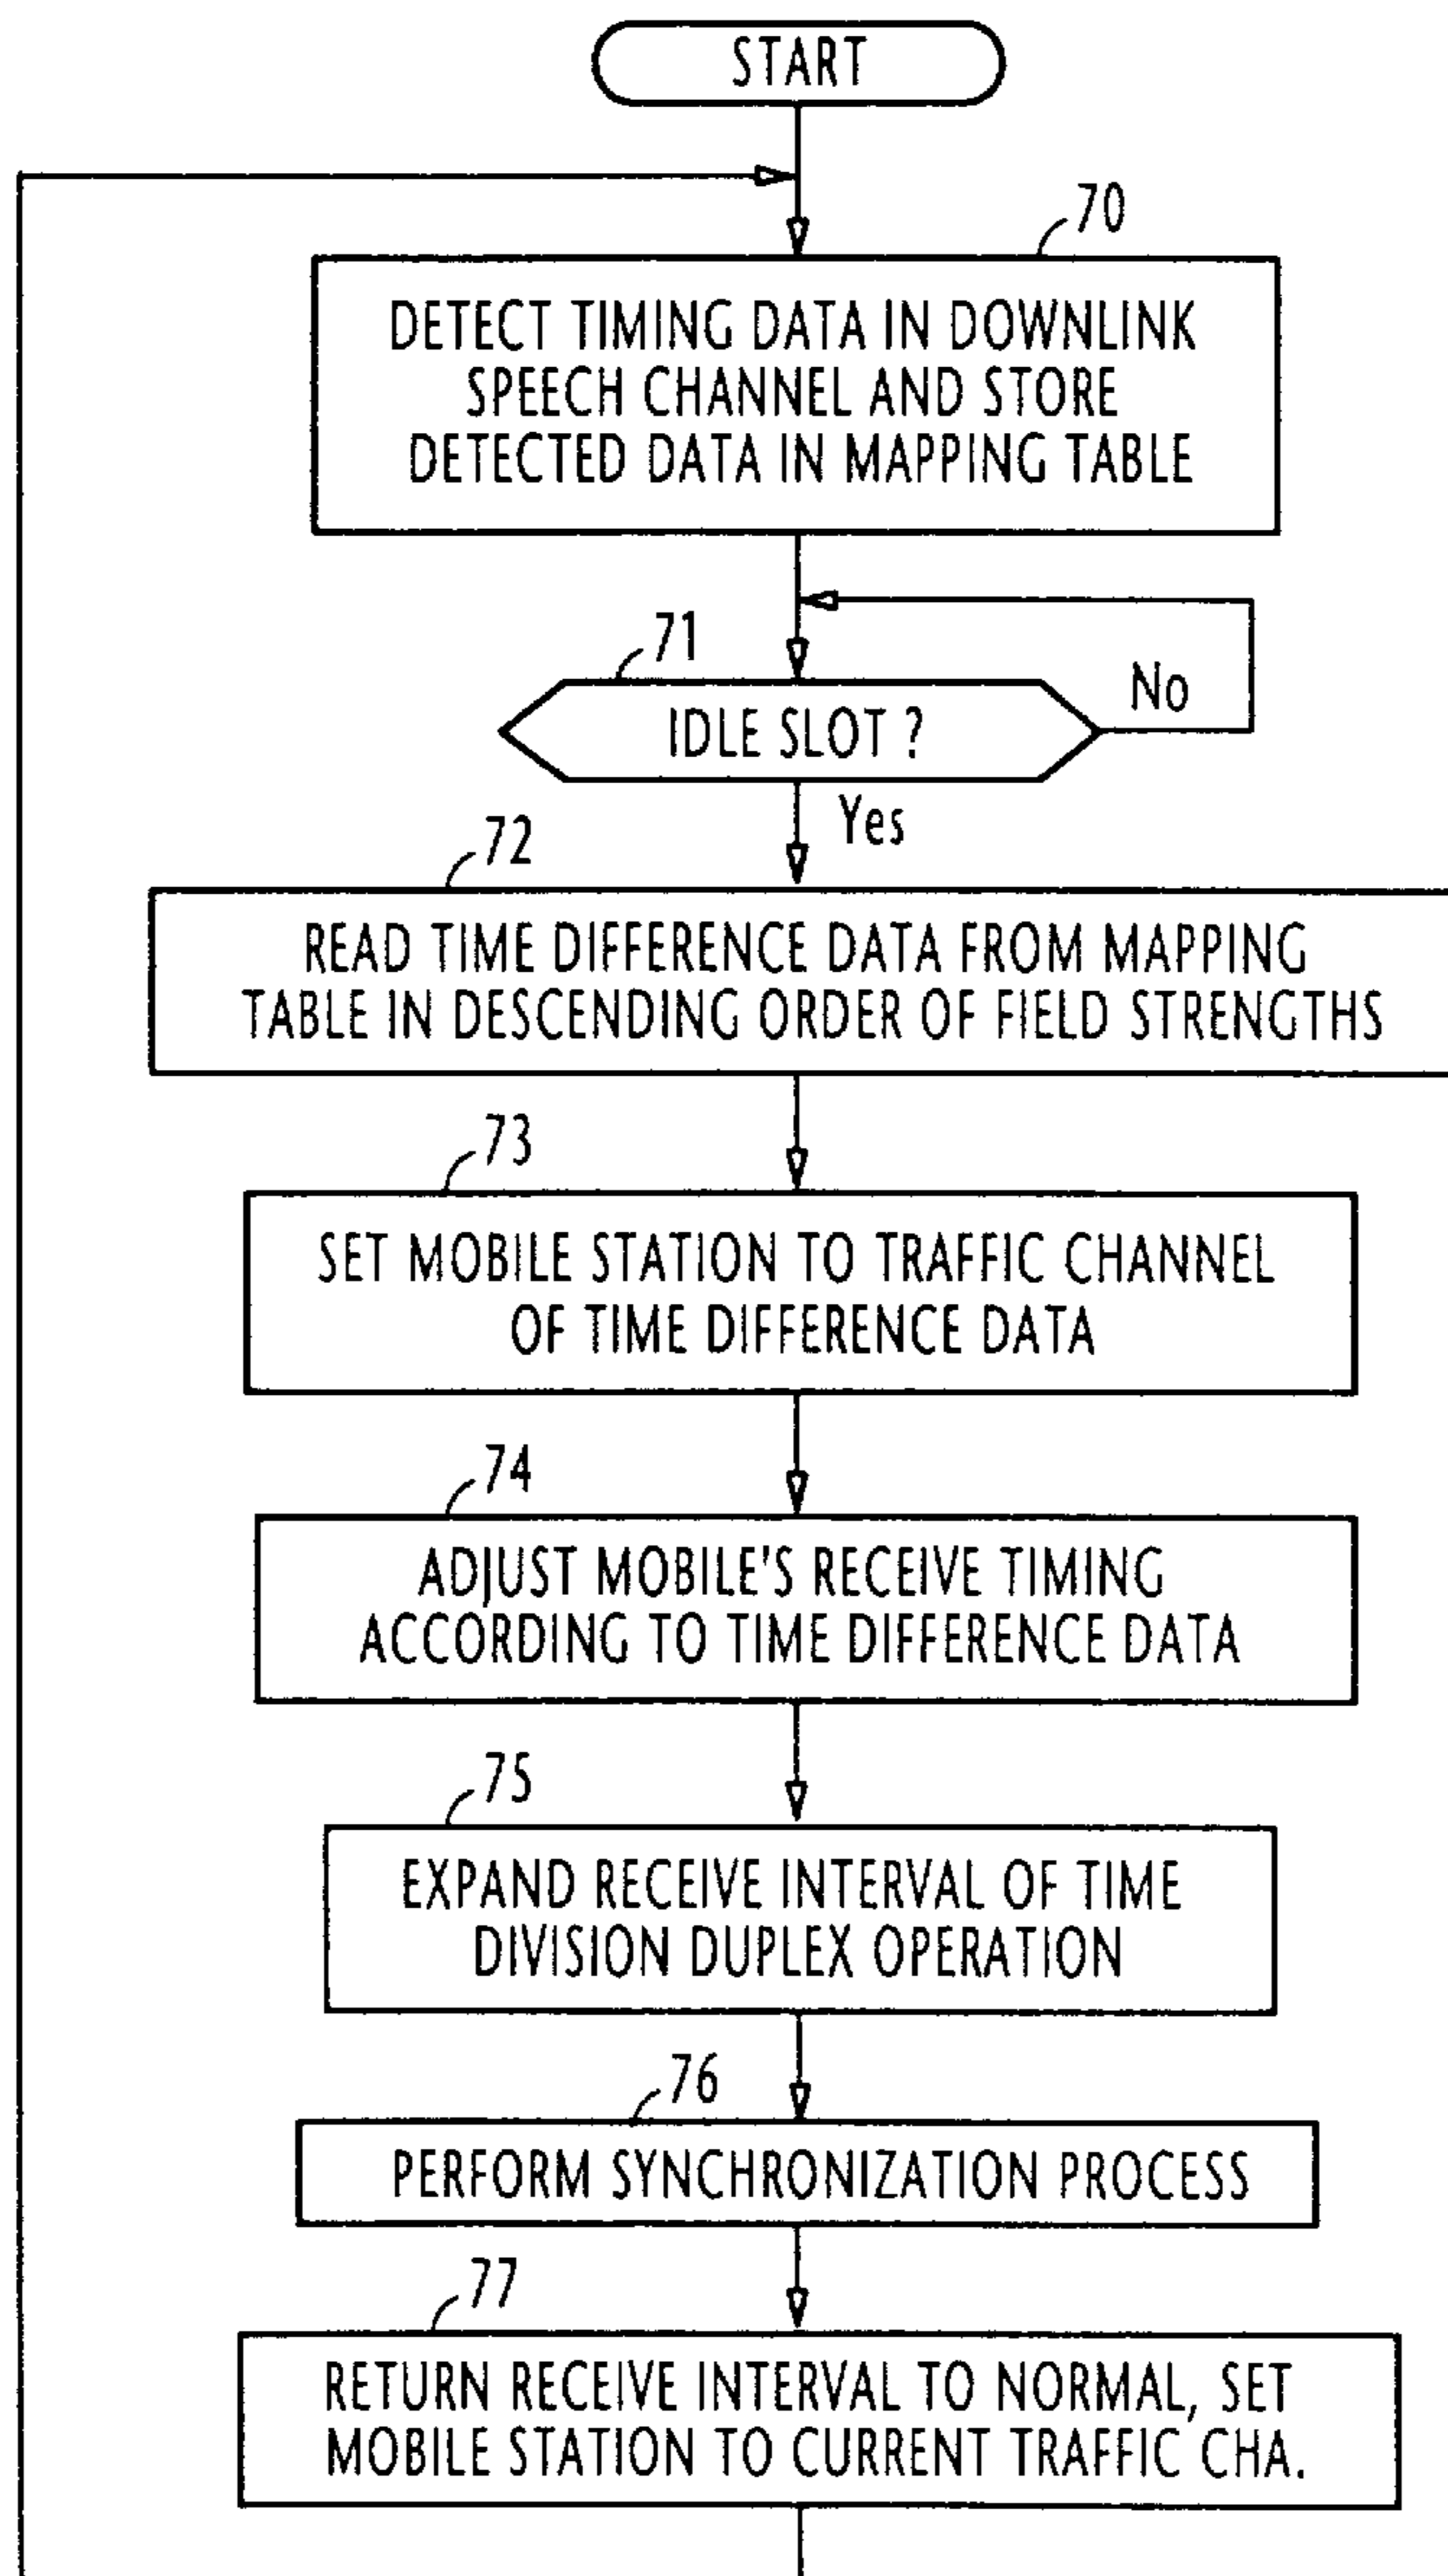 START
70
DETECT TIMING DATA IN DOWNLINK
SPEECH CHANNEL AND STORE
DETECTED DATA IN MAPPING TABLE
71
IDLE SLOT ?
No
Yes
72
READ TIME DIFFERENCE DATA FROM MAPPING
TABLE IN DESCENDING ORDER OF FIELD STRENGTHS
73
SET MOBILE STATION TO TRAFFIC CHANNEL
OF TIME DIFFERENCE DATA
74
ADJUST MOBILE'S RECEIVE TIMING
ACCORDING TO TIME DIFFERENCE DATA
75
EXPAND RECEIVE INTERVAL OF TIME
DIVISION DUPLEX OPERATION
76
PERFORM SYNCHRONIZATION PROCESS
77
RETURN RECEIVE INTERVAL TO NORMAL, SET
MOBILE STATION TO CURRENT TRAFFIC CHA.